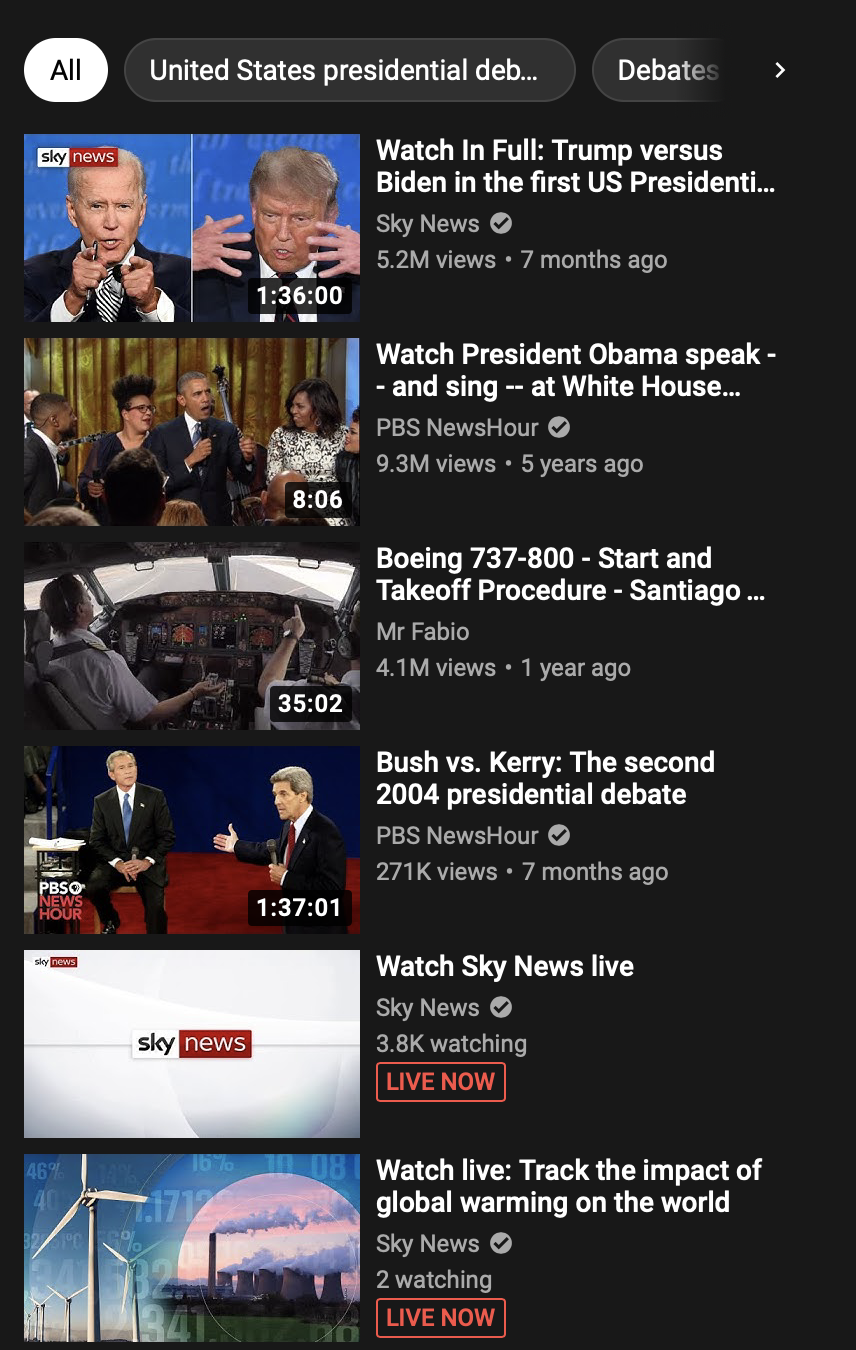 All
United States presidential deb...
Debates
sky news
1:36:00
Watch In Full: Trump versus
Biden in the first US Presidenti...
Sky News
5.2M views • 7 months ago
8:06
Watch President Obama speak -
- and sing -- at White House...
PBS NewsHour
9.3M views • 5 years ago
35:02
Boeing 737-800 - Start and
Takeoff Procedure - Santiago ...
Mr Fabio
4.1M views • 1 year ago
PBS
NEWS
HOUR
1:37:01
Bush vs. Kerry: The second
2004 presidential debate
PBS NewsHour
271K views • 7 months ago
sky news
sky news
Watch Sky News live
Sky News
3.8K watching
LIVE NOW
46%
16%
Watch live: Track the impact of
global warming on the world
Sky News
2 watching
LIVE NOW